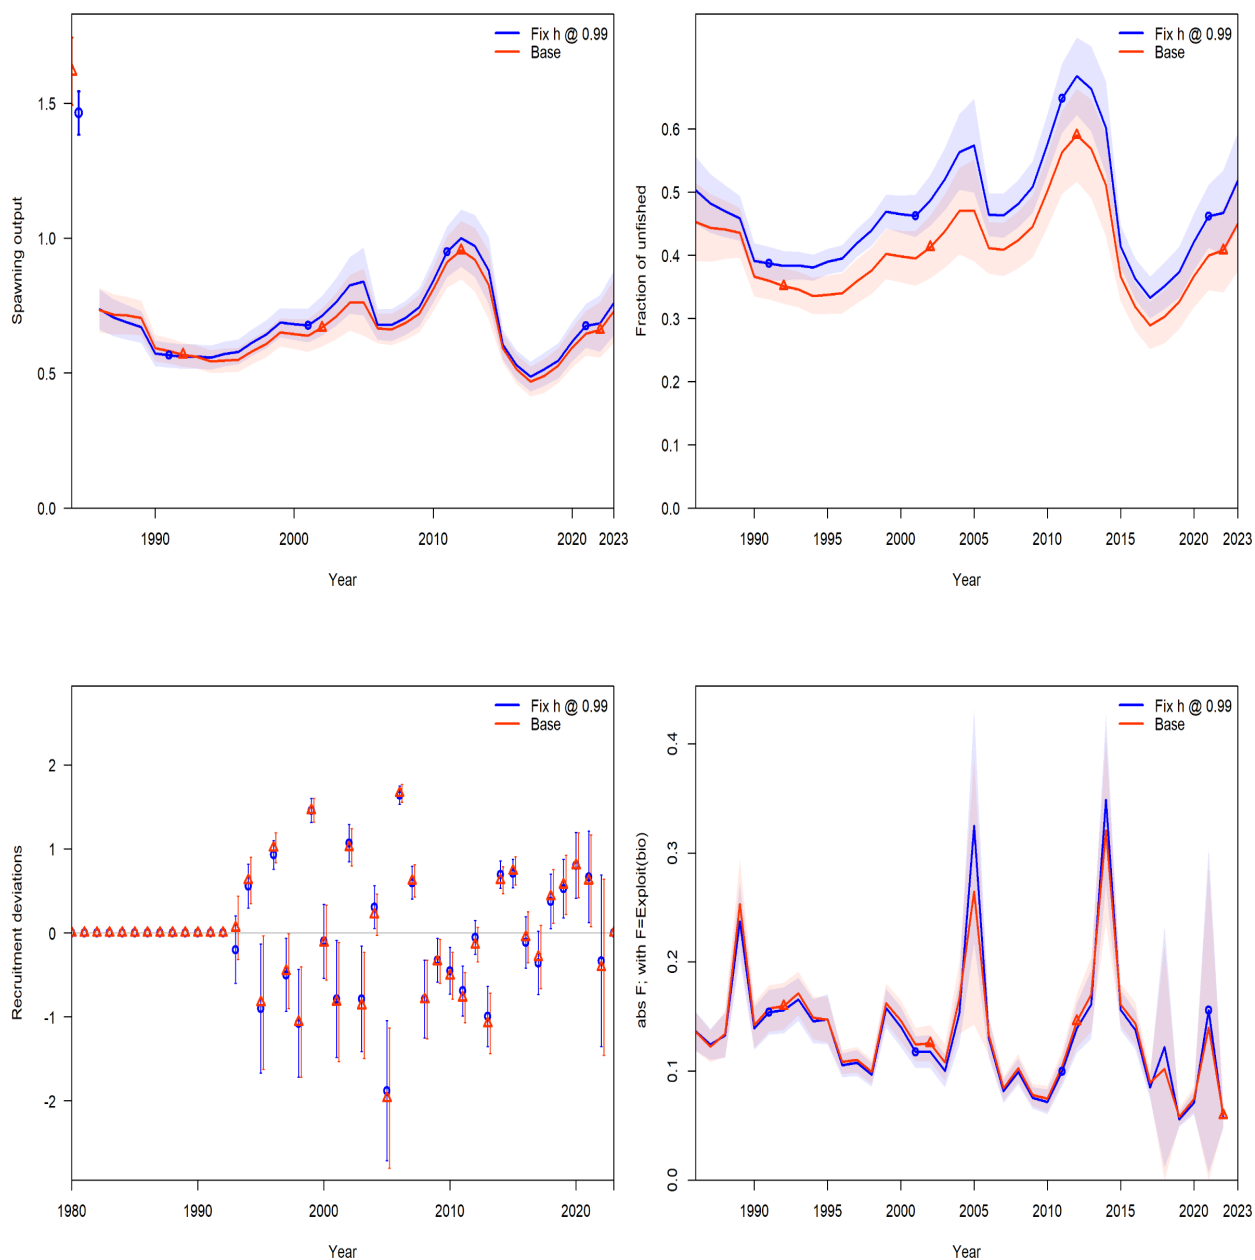 Fix h @ 0.99
Base
Spawning output
1.5
1.0
0.5
0.0
1990
2000
2010
2020
2023
Year
Fix h @ 0.99
Base
Fraction of unfished
0.6
0.5
0.4
0.3
0.2
0.1
0.0
1990
1995
2000
2005
2010
2015
2020
2023
Year
Fix h @ 0.99
Base
Recruitment deviations
2
1
0
-1
-2
1980
1990
2000
2010
2020
Year
Fix h @ 0.99
Base
abs F; with F=Exploit(bio)
0.4
0.3
0.2
0.1
0.0
1990
1995
2000
2005
2010
2015
2020
2023
Year